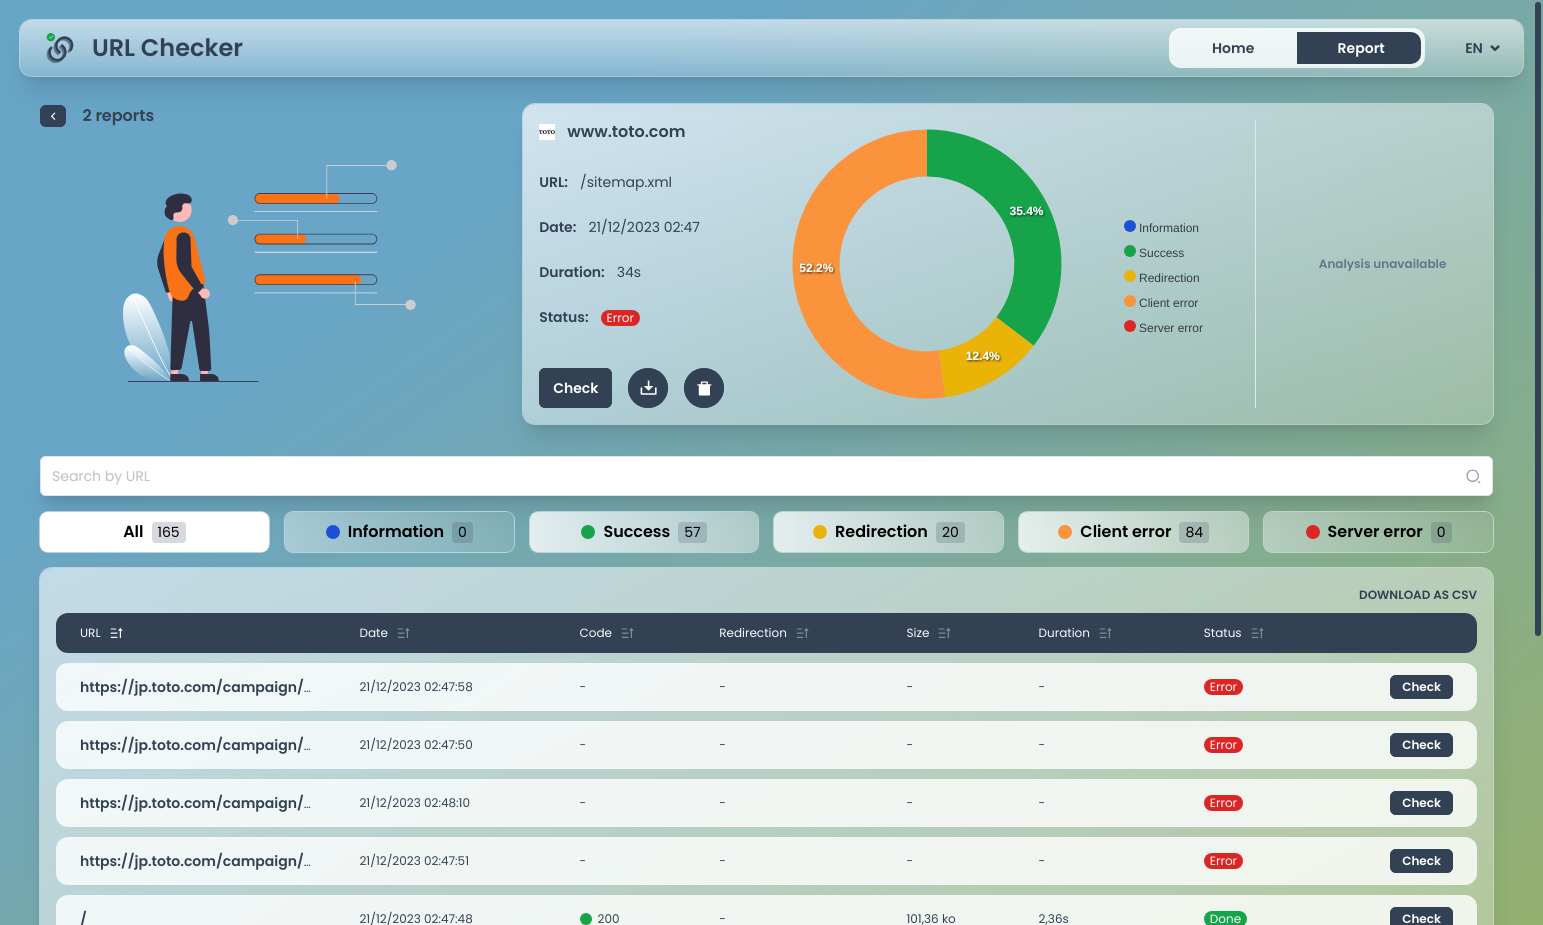 URL Checker
Home
Report
EN
2 reports
TOTO
www.toto.com
URL: /sitemap.xml
Date: 21/12/2023 02:47
Duration: 34s
Status: Error
Check
35.4%
52.2%
12.4%
Information
Success
Redirection
Client error
Server error
Analysis unavailable
Search by URL
All 165
Information 0
Success 57
Redirection 20
Client error 84
Server error 0
DOWNLOAD AS CSV
URL Date Code Redirection Size Duration Status
https://jp.toto.com/campaign/... 21/12/2023 02:47:58 - - - - Error Check
https://jp.toto.com/campaign/... 21/12/2023 02:47:50 - - - - Error Check
https://jp.toto.com/campaign/... 21/12/2023 02:48:10 - - - - Error Check
https://jp.toto.com/campaign/... 21/12/2023 02:47:51 - - - - Error Check
/ 21/12/2023 02:47:48 200 - 101,36 ko 2,36s Done Check